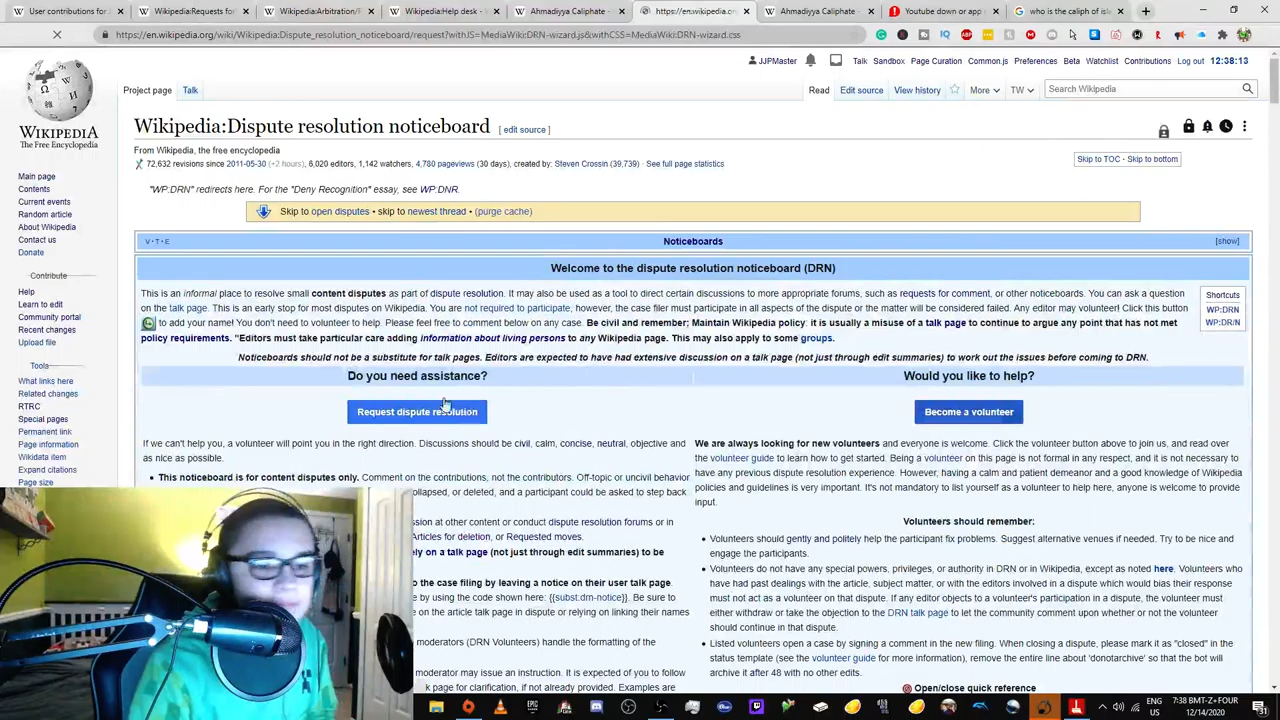 User contributions for
Wikipedia:Requests for
Wikipedia:Arbitration/R
Wikipedia:Help desk -
Ahmadiyya Caliphate -
https://en.wikipedia.o
Ahmadiyya Caliphate -
Youtube down or app
who is the caliph of isl
https://en.wikipedia.org/wiki/Wikipedia:Dispute_resolution_noticeboard/request?withJS=MediaWiki:DRN-wizard.js&withCSS=MediaWiki:DRN-wizard.css
JJPMaster
Talk Sandbox Page Curation Common.js Preferences Beta Watchlist Contributions Log out 12:38:13
Project page Talk
Read Edit source View history More TW Search Wikipedia
WIKIPEDIA
The Free Encyclopedia
Wikipedia:Dispute resolution noticeboard [ edit source ]
From Wikipedia, the free encyclopedia
72,632 revisions since 2011-05-30 (+2 hours), 6,020 editors, 1,142 watchers, 4,780 pageviews (30 days), created by: Steven Crossin (39,739) · See full page statistics
Skip to TOC · Skip to bottom
"WP:DRN" redirects here. For the "Deny Recognition" essay, see WP:DNR.
Skip to open disputes • skip to newest thread • (purge cache)
V · T · E Noticeboards [show]
Welcome to the dispute resolution noticeboard (DRN)
This is an informal place to resolve small content disputes as part of dispute resolution. It may also be used as a tool to direct certain discussions to more appropriate forums, such as requests for comment, or other noticeboards. You can ask a question
on the talk page. This is an early stop for most disputes on Wikipedia. You are not required to participate, however, the case filer must participate in all aspects of the dispute or the matter will be considered failed. Any editor may volunteer! Click this button
to add your name! You don't need to volunteer to help. Please feel free to comment below on any case. Be civil and remember; Maintain Wikipedia policy: it is usually a misuse of a talk page to continue to argue any point that has not met
policy requirements. "Editors must take particular care adding information about living persons to any Wikipedia page. This may also apply to some groups.
Shortcuts
WP:DRN
WP:DR/N
Noticeboards should not be a substitute for talk pages. Editors are expected to have had extensive discussion on a talk page (not just through edit summaries) to work out the issues before coming to DRN.
Do you need assistance?
Request dispute resolution
If we can't help you, a volunteer will point you in the right direction. Discussions should be civil, calm, concise, neutral, objective and
as nice as possible.
• This noticeboard is for content disputes only. Comment on the contributions, not the contributors. Off-topic or uncivil behavior
ollapsed, or deleted, and a participant could be asked to step back
ssion at other content or conduct dispute resolution forums or in
Articles for deletion, or Requested moves.
ely on a talk page (not just through edit summaries) to be
o the case filing by leaving a notice on their user talk page.
e by using the code shown here: {{subst:drn-notice}}. Be sure to
on the article talk page in dispute or relying on linking their names
moderators (DRN Volunteers) handle the formatting of the
moderator may issue an instruction. It is expected of you to follow
k page for clarification, if not already provided. Examples are
Would you like to help?
Become a volunteer
We are always looking for new volunteers and everyone is welcome. Click the volunteer button above to join us, and read over
the volunteer guide to learn how to get started. Being a volunteer on this page is not formal in any respect, and it is not necessary to
have any previous dispute resolution experience. However, having a calm and patient demeanor and a good knowledge of Wikipedia
policies and guidelines is very important. It's not mandatory to list yourself as a volunteer to help here, anyone is welcome to provide
input.
Volunteers should remember:
• Volunteers should gently and politely help the participant fix problems. Suggest alternative venues if needed. Try to be nice and
engage the participants.
• Volunteers do not have any special powers, privileges, or authority in DRN or in Wikipedia, except as noted here. Volunteers who
have had past dealings with the article, subject matter, or with the editors involved in a dispute which would bias their response
must not act as a volunteer on that dispute. If any editor objects to a volunteer's participation in a dispute, the volunteer must
either withdraw or take the objection to the DRN talk page to let the community comment upon whether or not the volunteer
should continue in that dispute.
• Listed volunteers open a case by signing a comment in the new filing. When closing a dispute, please mark it as "closed" in the
status template (see the volunteer guide for more information), remove the entire line about 'donotarchive' so that the bot will
archive it after 48 with no other edits.
Open/close quick reference
Main page
Contents
Current events
Random article
About Wikipedia
Contact us
Donate
Contribute
Help
Learn to edit
Community portal
Recent changes
Upload file
Tools
What links here
Related changes
RTRC
Special pages
Permanent link
Page information
Wikidata item
Expand citations
Page size
ENG
US
7:38 BMT-Z+FOUR
12/14/2020